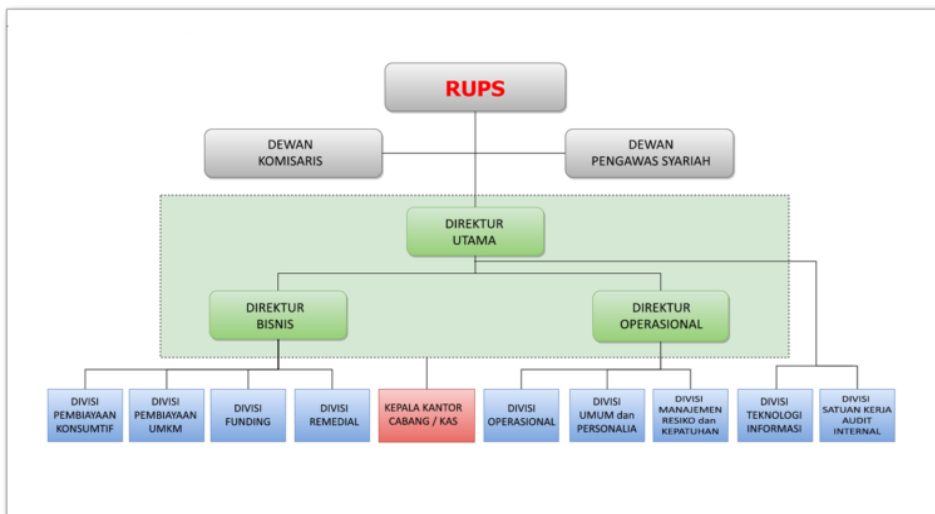 RUPS
DEWAN
KOMISARIS
DEWAN
PENGAWAS SYARIAH
DIREKTUR
UTAMA
DIREKTUR
BISNIS
DIREKTUR
OPERASIONAL
DIVISI
PEMBIAYAAN
KONSUMTIF
DIVISI
PEMBIAYAAN
UMKM
DIVISI
FUNDING
DIVISI
REMEDIAL
KEPALA KANTOR
CABANG / KAS
DIVISI
OPERASIONAL
DIVISI
UMUM dan
PERSONALIA
DIVISI
MANAJEMEN
RESIKO dan
KEPATUHAN
DIVISI
TEKNOLOGI
INFORMASI
DIVISI
SATUAN KERJA
AUDIT
INTERNAL